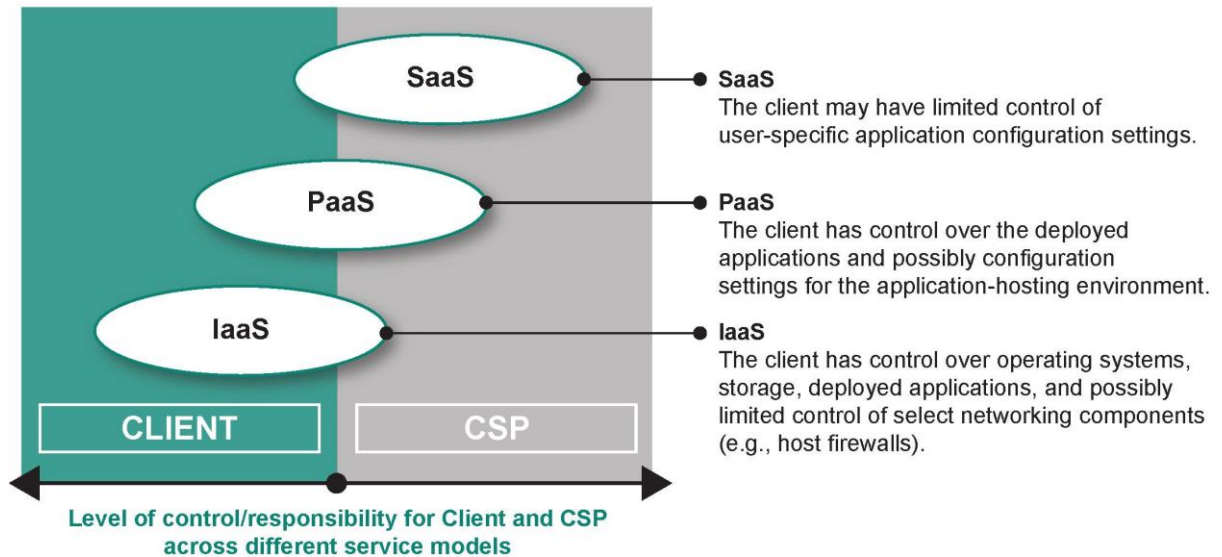 SaaS
SaaS
The client may have limited control of
user-specific application configuration settings.
PaaS
PaaS
The client has control over the deployed
applications and possibly configuration
settings for the application-hosting environment.
IaaS
IaaS
The client has control over operating systems,
storage, deployed applications, and possibly
limited control of select networking components
(e.g., host firewalls).
CLIENT
CSP
Level of control/responsibility for Client and CSP
across different service models